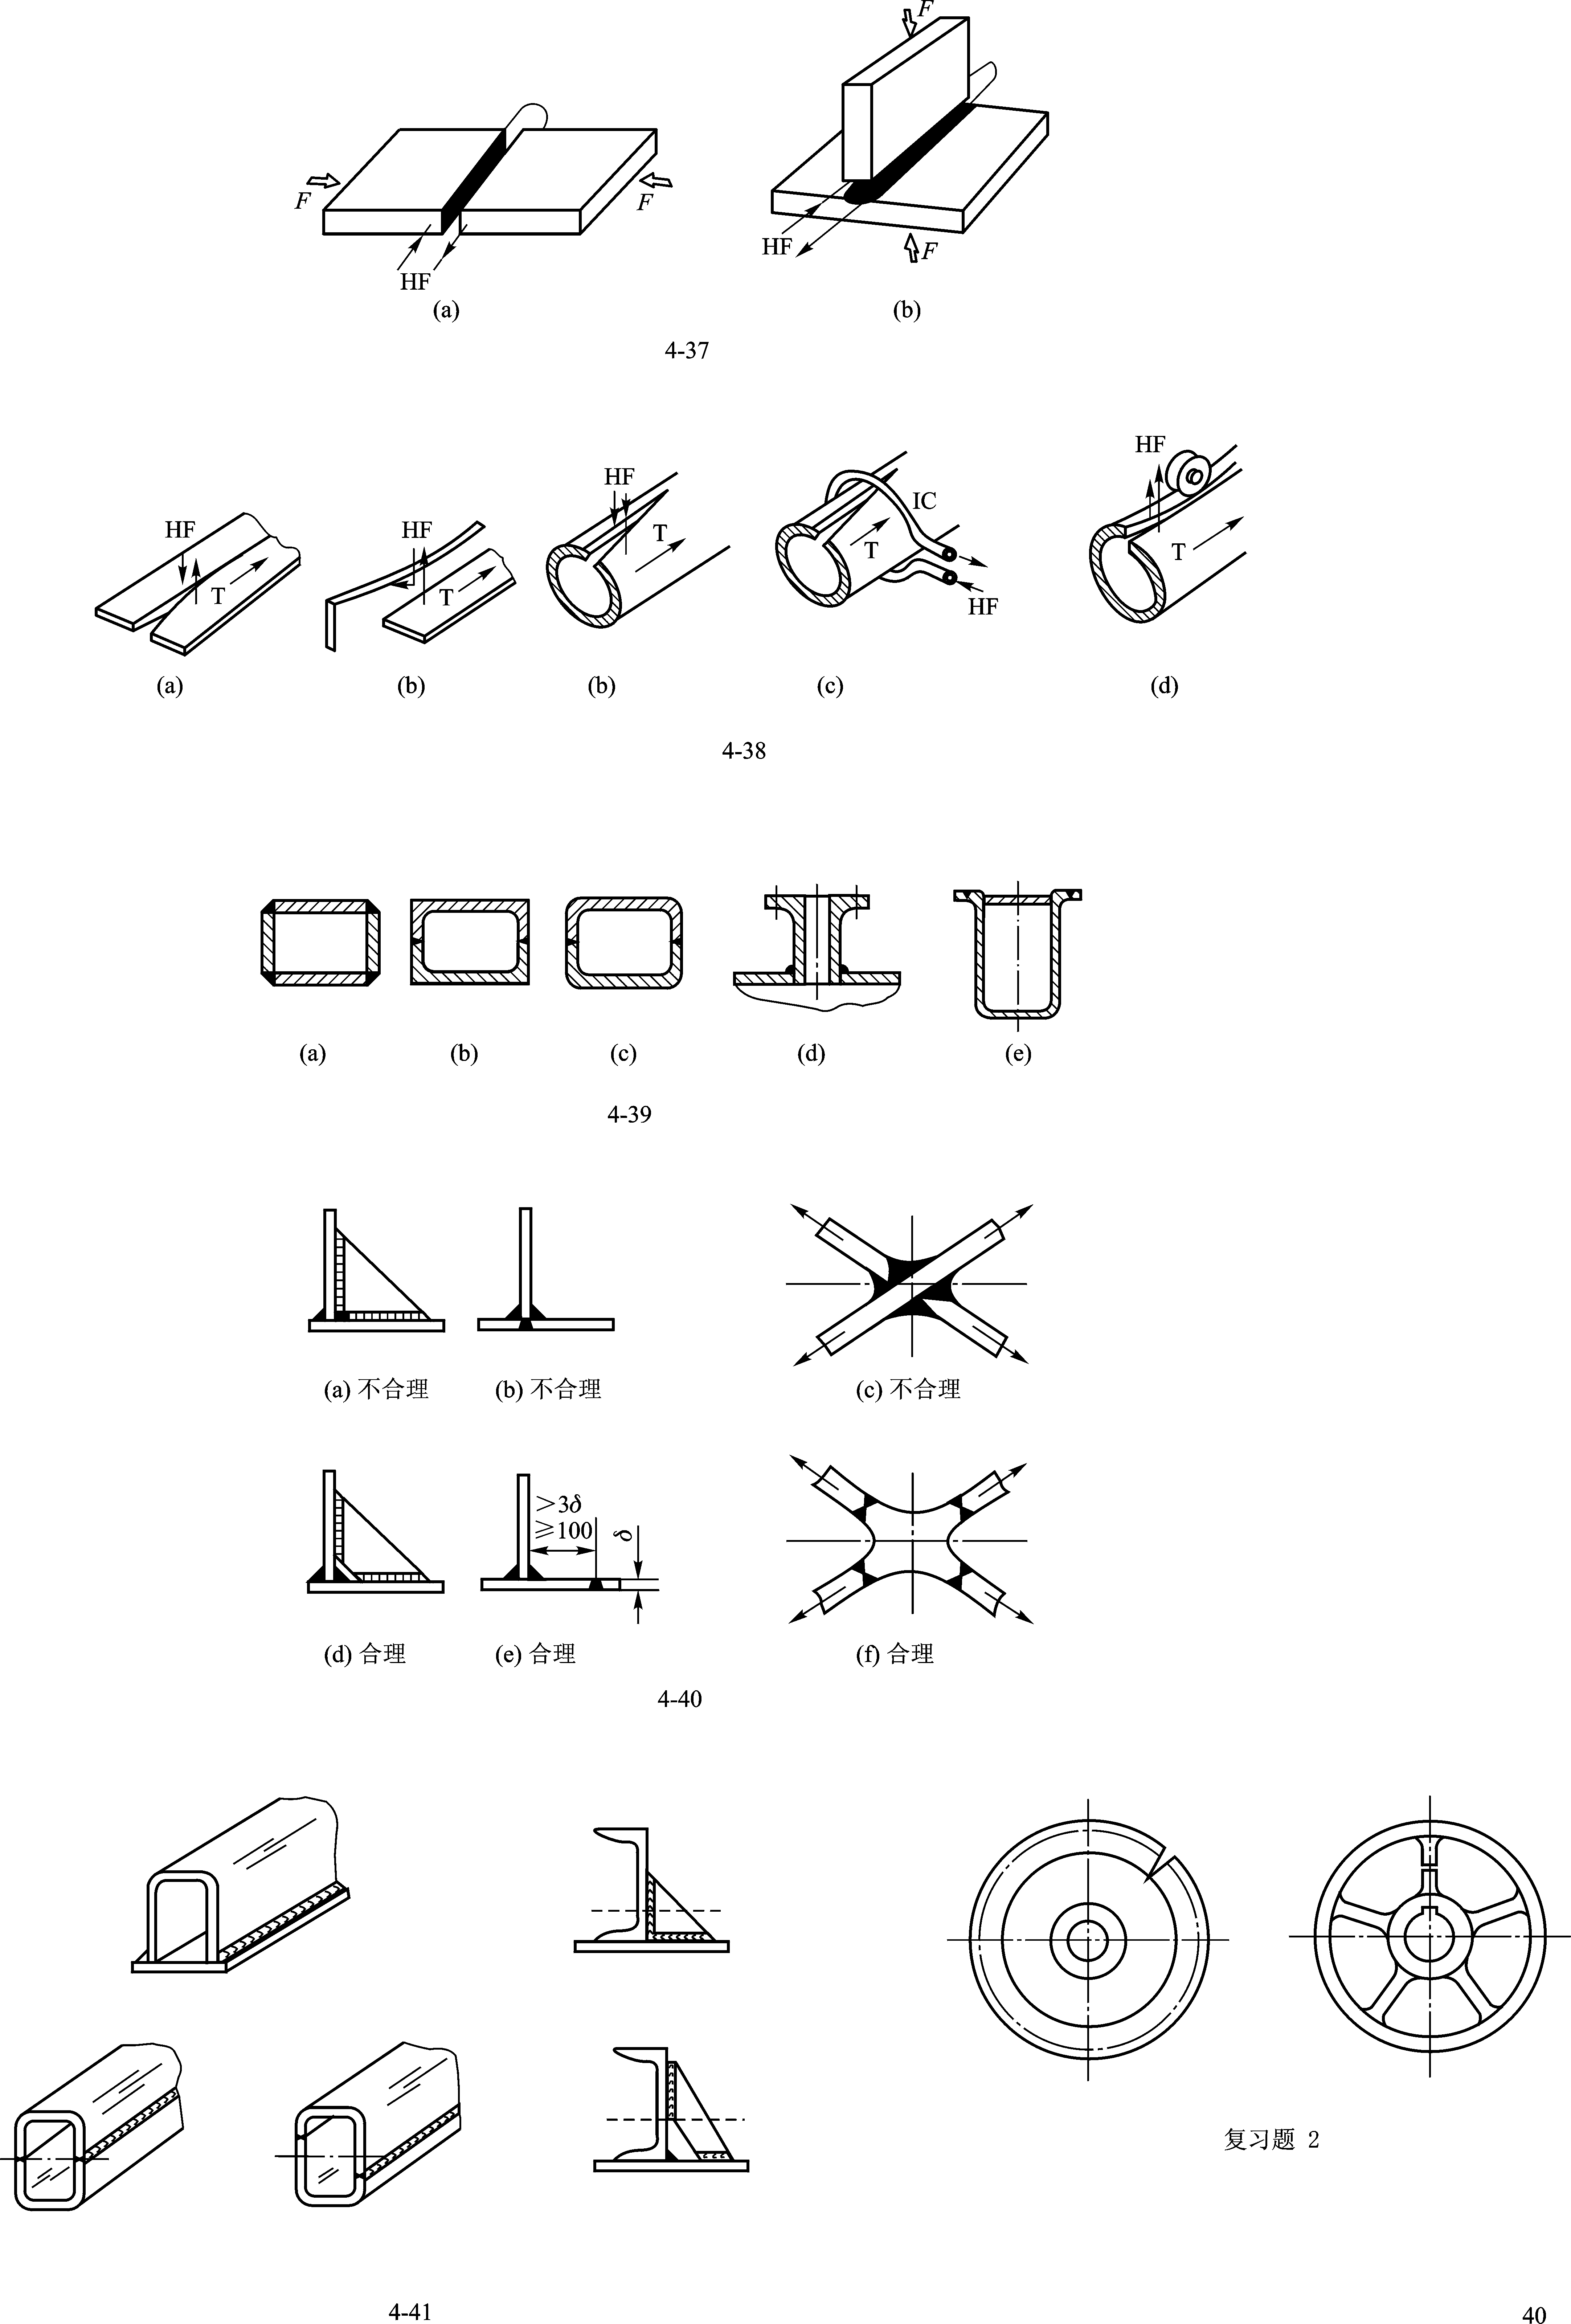 F
F
F
HF
(a)
HF
F
(b)
4-37
HF
T
(a)
HF
T
(b)
HF
T
(b)
IC
T
HF
(c)
HF
T
(d)
4-38
(a)
(b)
(c)
(d)
(e)
4-39
(a) 不合理
(b) 不合理
(c) 不合理
>3δ
≥100
δ
(d) 合理
(e) 合理
(f) 合理
4-40
复习题 2
4-41
40